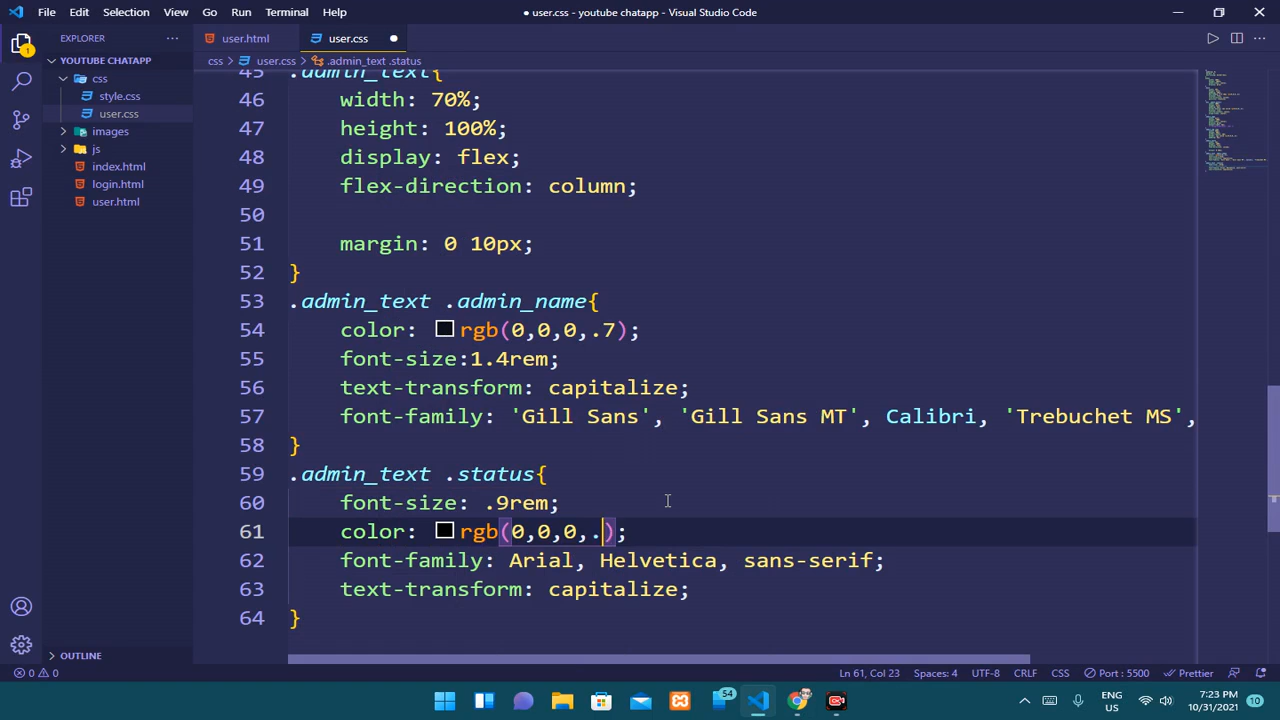 File Edit Selection View Go Run Terminal Help
● user.css - youtube chatapp - Visual Studio Code
EXPLORER
user.html
user.css
YOUTUBE CHATAPP
css
style.css
user.css
images
js
index.html
login.html
user.html
OUTLINE
css > user.css > .admin_text .status
45 .admin_text{
46 width: 70%;
47 height: 100%;
48 display: flex;
49 flex-direction: column;
50
51 margin: 0 10px;
52 }
53 .admin_text .admin_name{
54 color: rgb(0,0,0,.7);
55 font-size:1.4rem;
56 text-transform: capitalize;
57 font-family: 'Gill Sans', 'Gill Sans MT', Calibri, 'Trebuchet MS',
58 }
59 .admin_text .status{
60 font-size: .9rem;
61 color: rgb(0,0,0,.);
62 font-family: Arial, Helvetica, sans-serif;
63 text-transform: capitalize;
64 }
0 0 Ln 61, Col 23 Spaces: 4 UTF-8 CRLF CSS Port : 5500 Prettier
54
ENG
US
7:23 PM
10/31/2021
10